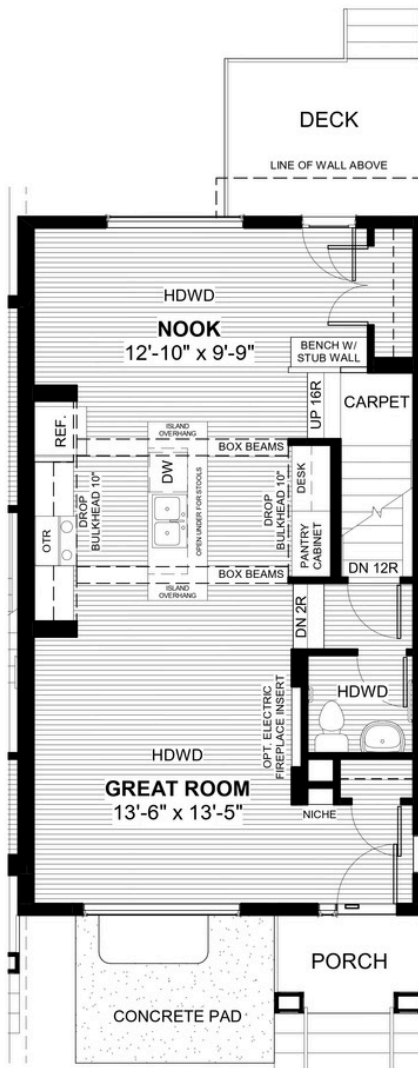 DECK
LINE OF WALL ABOVE
HDWD
NOOK
12'-10" x 9'-9"
BENCH W/
STUB WALL
UP 16R
CARPET
REF.
ISLAND
OVERHANG
BOX BEAMS
DW
OPEN UNDER FOR STOOLS
OTR
DROP
BULKHEAD 10"
DROP
BULKHEAD 10"
DESK
PANTRY
CABINET
BOX BEAMS
ISLAND
OVERHANG
DN 12R
DN 2R
HDWD
OPT. ELECTRIC
FIREPLACE INSERT
HDWD
GREAT ROOM
13'-6" x 13'-5"
NICHE
PORCH
CONCRETE PAD